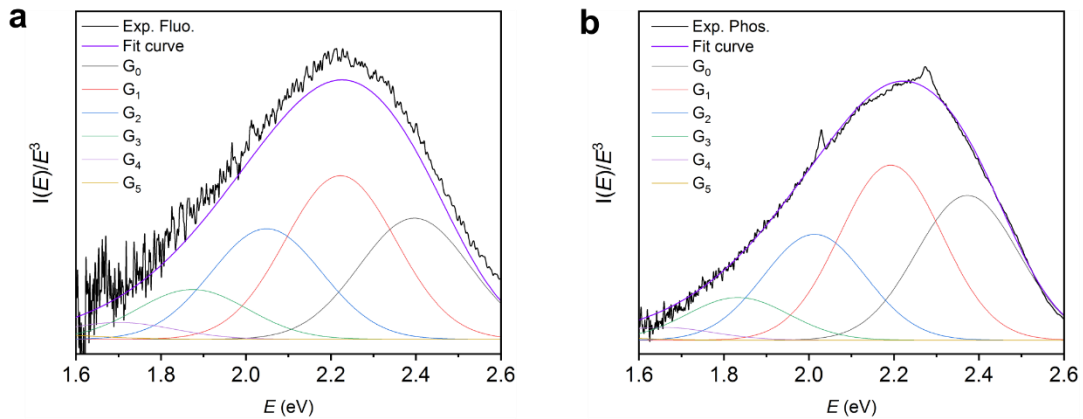 a
Exp. Fluo.
Fit curve
G₀
G₁
G₂
G₃
G₄
G₅
I(E)/E³
1.6 1.8 2.0 2.2 2.4 2.6
E (eV)
b
Exp. Phos.
Fit curve
G₀
G₁
G₂
G₃
G₄
G₅
I(E)/E³
1.6 1.8 2.0 2.2 2.4 2.6
E (eV)